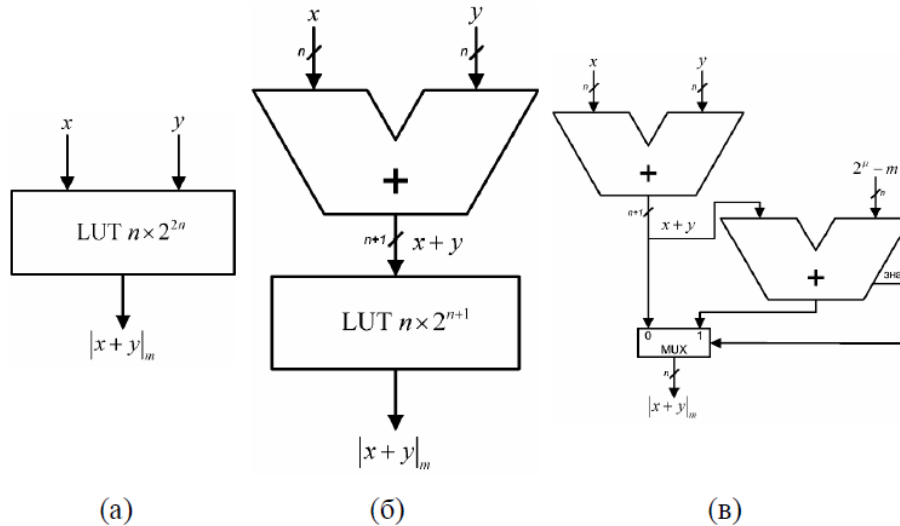 x
y
LUT n × 2^{2n}
|x + y|_m
(а)
x
y
n
n
+
n+1
x + y
LUT n × 2^{n+1}
|x + y|_m
(б)
x
y
n
n
+
n+1
x + y
2^μ − m
n
+
зна
0
1
MUX
n
|x + y|_m
(в)